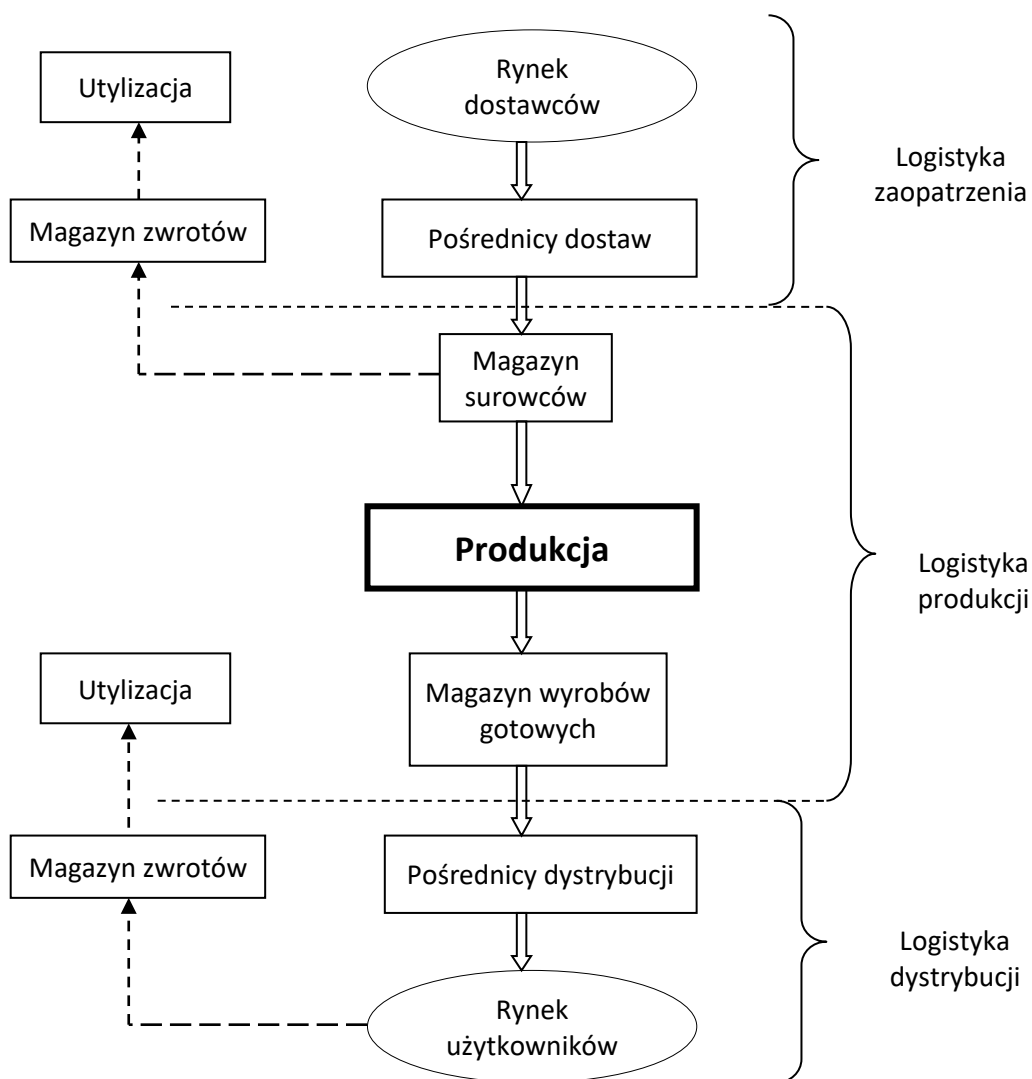 Utylizacja
Rynek
dostawców
Logistyka
zaopatrzenia
Magazyn zwrotów
Pośrednicy dostaw
Magazyn
surowców
Produkcja
Logistyka
produkcji
Utylizacja
Magazyn wyrobów
gotowych
Magazyn zwrotów
Pośrednicy dystrybucji
Logistyka
dystrybucji
Rynek
użytkowników